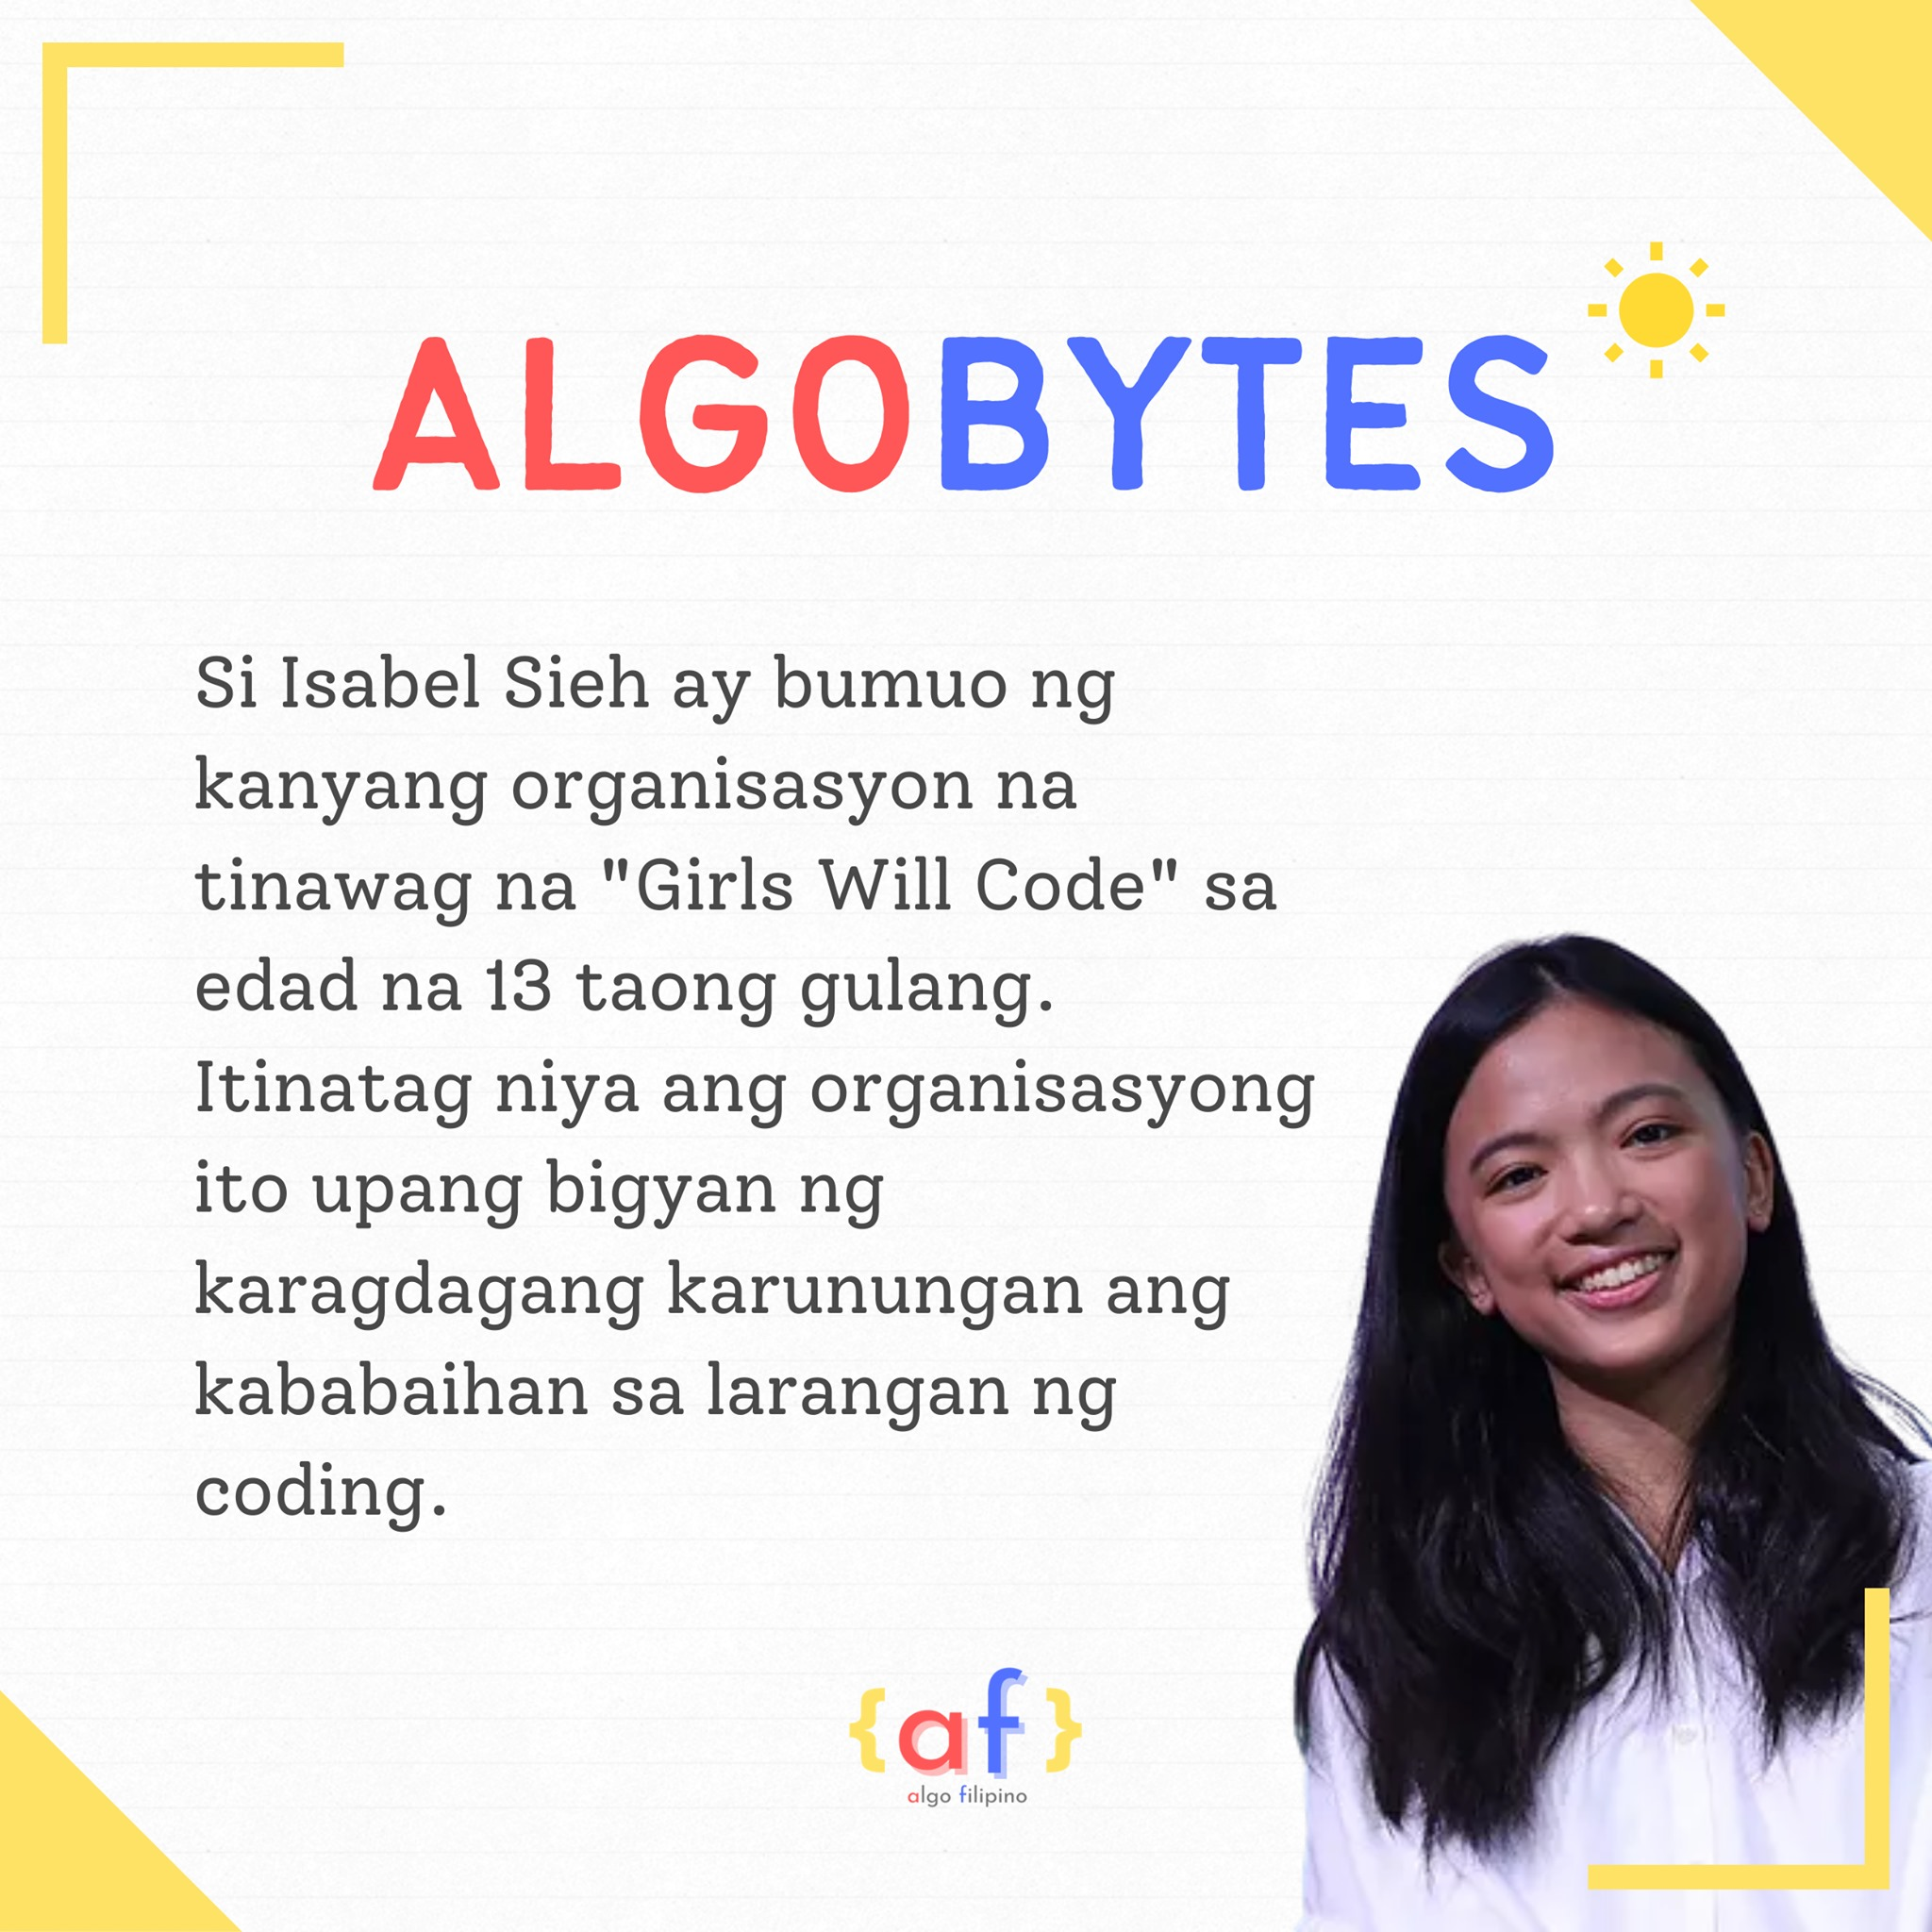 ALGOBYTES
Si Isabel Sieh ay bumuo ng
kanyang organisasyon na
tinawag na "Girls Will Code" sa
edad na 13 taong gulang.
Itinatag niya ang organisasyong
ito upang bigyan ng
karagdagang karunungan ang
kababaihan sa larangan ng
coding.
{af}
algo filipino